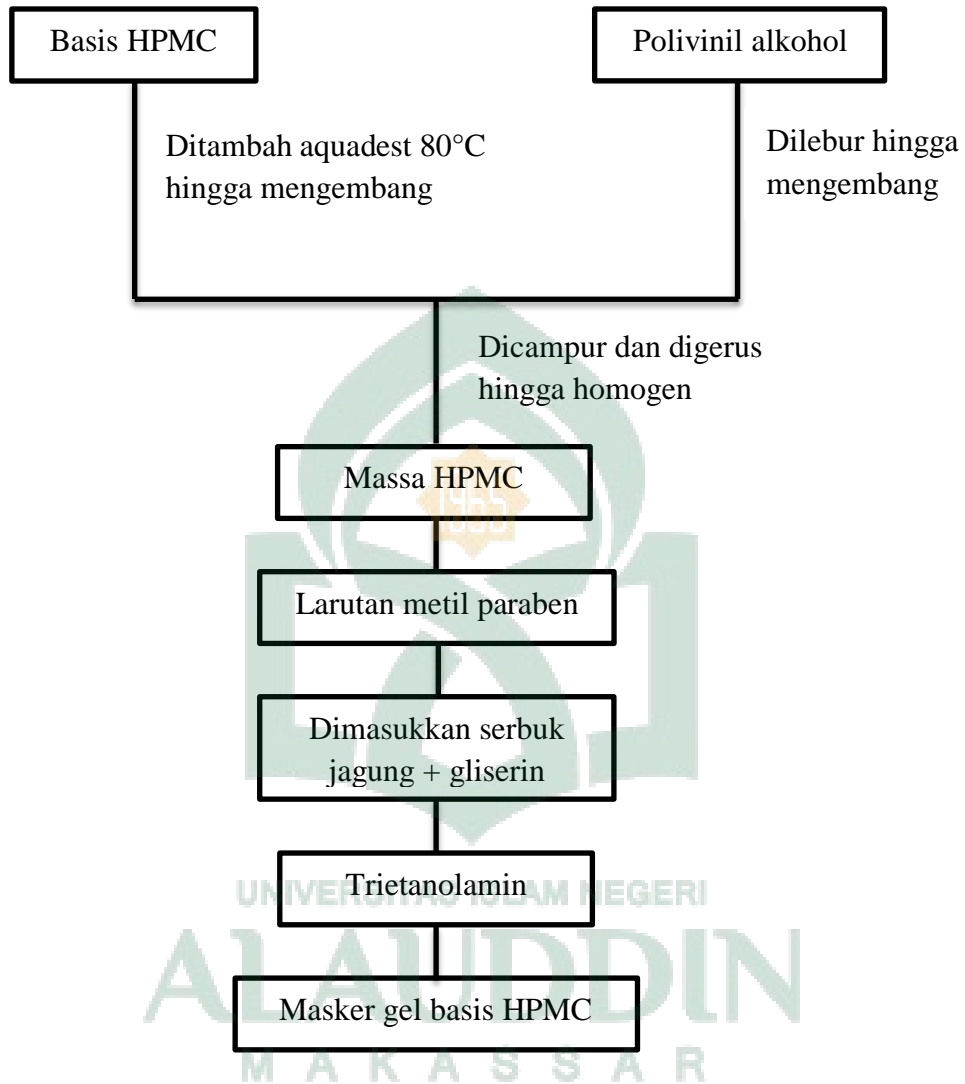 Basis HPMC
Polivinil alkohol
Ditambah aquadest 80°C
hingga mengembang
Dilebur hingga
mengembang
Dicampur dan digerus
hingga homogen
Massa HPMC
1965
Larutan metil paraben
Dimasukkan serbuk
jagung + gliserin
Trietanolamin
UNIVERSITAS ISLAM NEGERI
ALAUDDIN
Masker gel basis HPMC
MAKASSAR